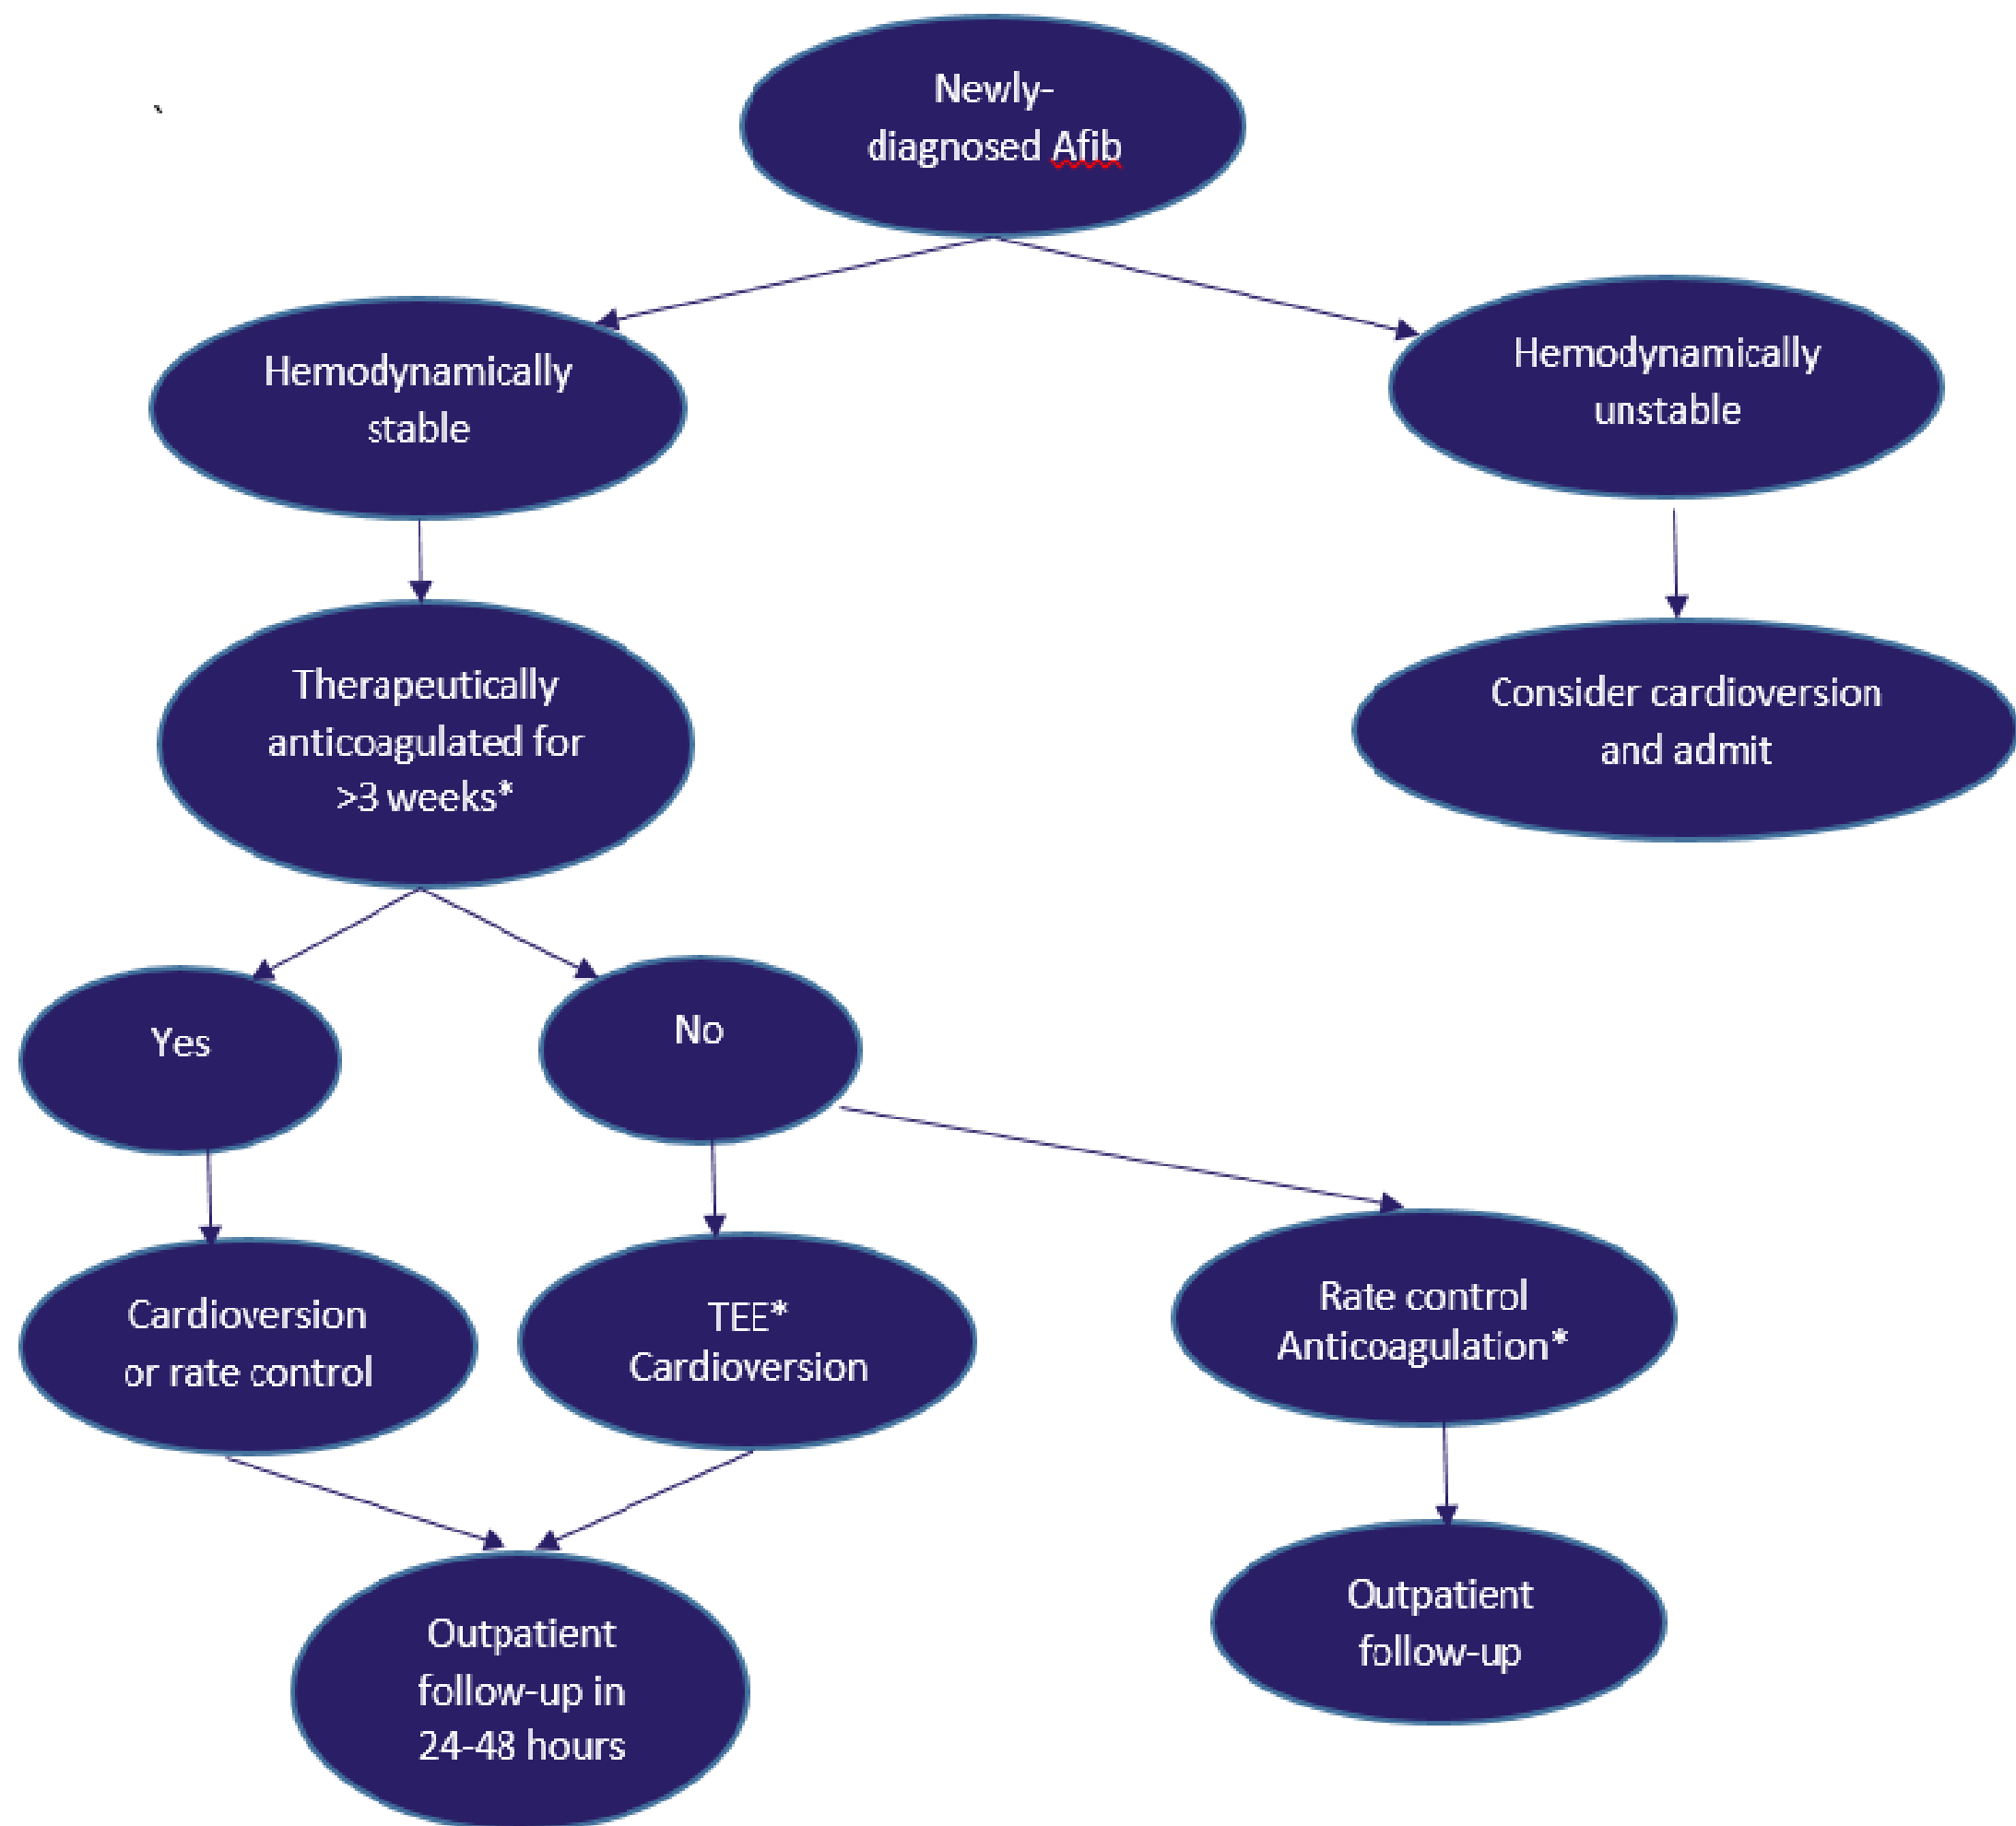 Newly-
diagnosed Afib
Hemodynamically
stable
Hemodynamically
unstable
Therapeutically
anticoagulated for
>3 weeks*
Consider cardioversion
and admit
Yes
No
Cardioversion
or rate control
TEE*
Cardioversion
Rate control
Anticoagulation*
Outpatient
follow-up in
24-48 hours
Outpatient
follow-up